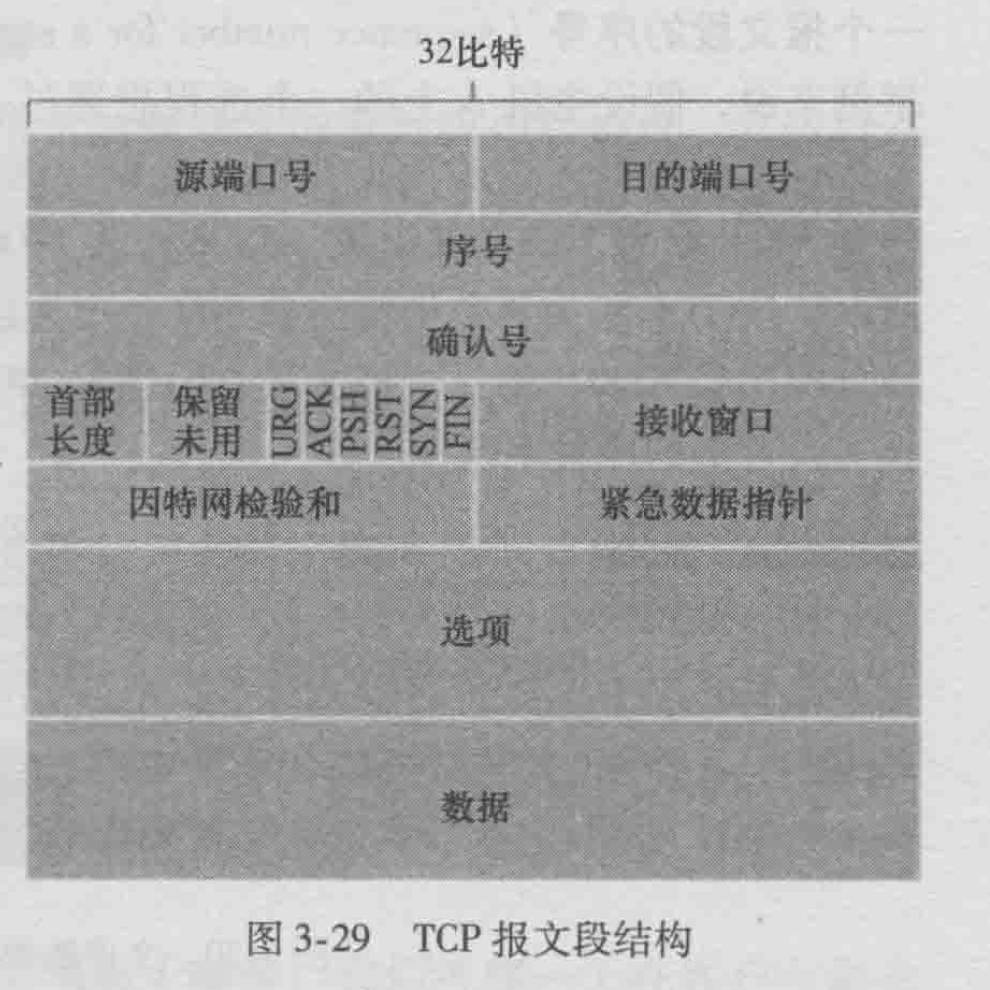 32比特
源端口号 目的端口号
序号
确认号
首部长度 保留未用 URG ACK PSH RST SYN FIN 接收窗口
因特网检验和 紧急数据指针
选项
数据
图 3-29 TCP 报文段结构